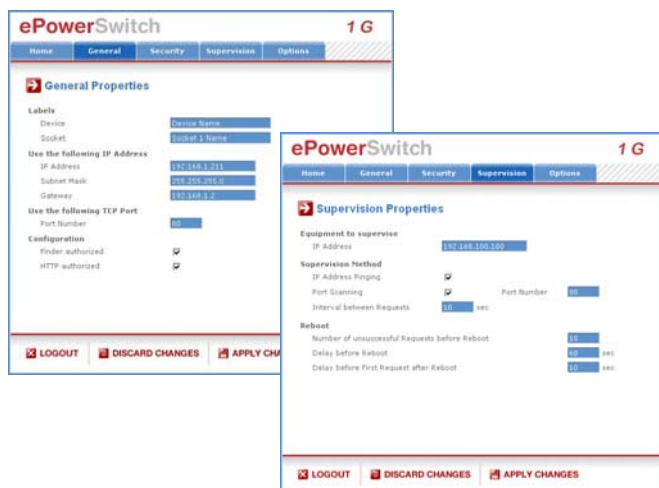 ePowerSwitch 1 G
Home General Security Supervision Options
General Properties
Labels
Device Device Name
Socket Socket 1 Name
Use the following IP Address
IP Address 192.168.1.211
Subnet Mask 255.255.255.0
Gateway 192.168.1.2
Use the following TCP Port
Port Number 80
Configuration
Finder authorized
HTTP authorized
LOGOUT DISCARD CHANGES APPLY CHA
ePowerSwitch 1 G
Home General Security Supervision Options
Supervision Properties
Equipment to supervise
IP Address 192.168.100.100
Supervision Method
IP Address Pinging
Port Scanning Port Number 80
Interval between Requests 10 sec
Reboot
Number of unsuccessful Requests before Reboot 10
Delay before Reboot 60 sec
Delay before First Request after Reboot 10 sec
LOGOUT DISCARD CHANGES APPLY CHANGES